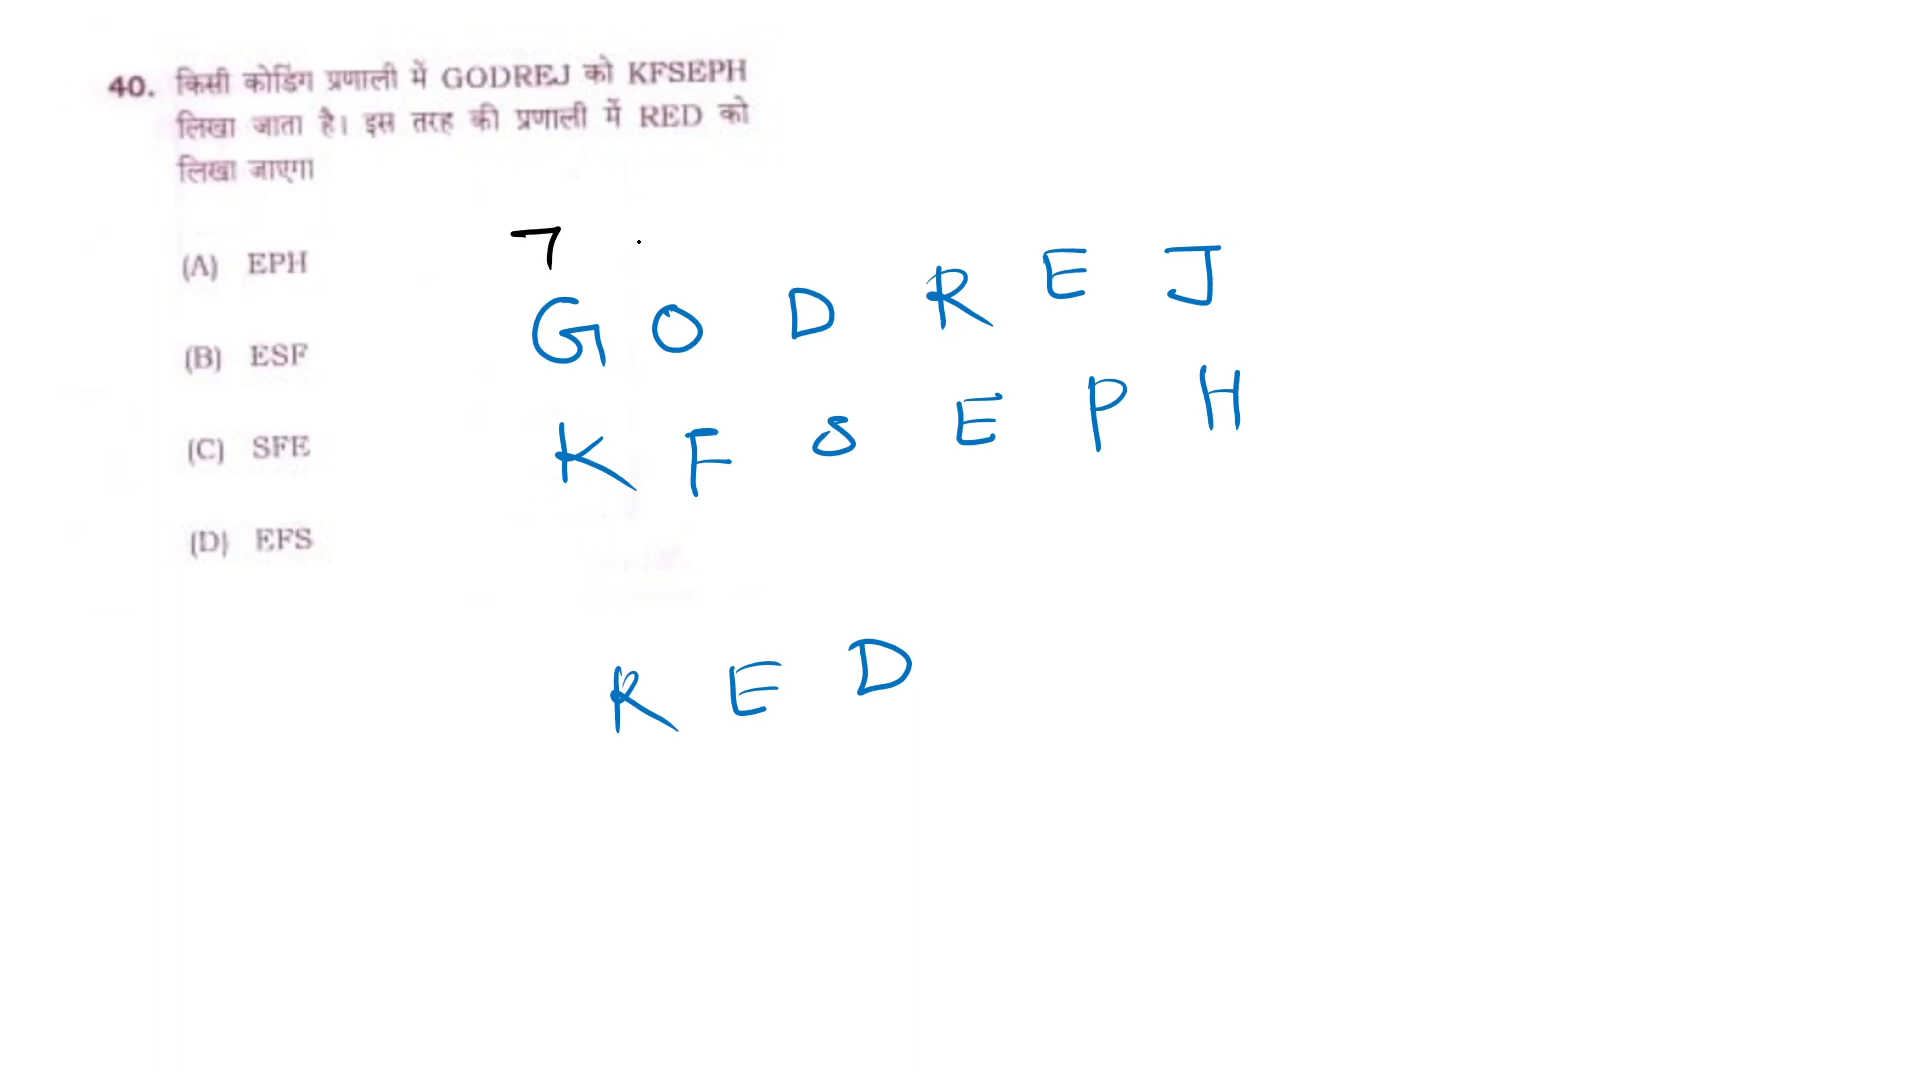 40. किसी कोडिंग प्रणाली में GODREJ को KFSEPH
लिखा जाता है। इस तरह की प्रणाली में RED को
लिखा जाएगा
(A) EPH
(B) ESF
(C) SFE
(D) EFS
7
G O D R E J
K F S E P H
R E D